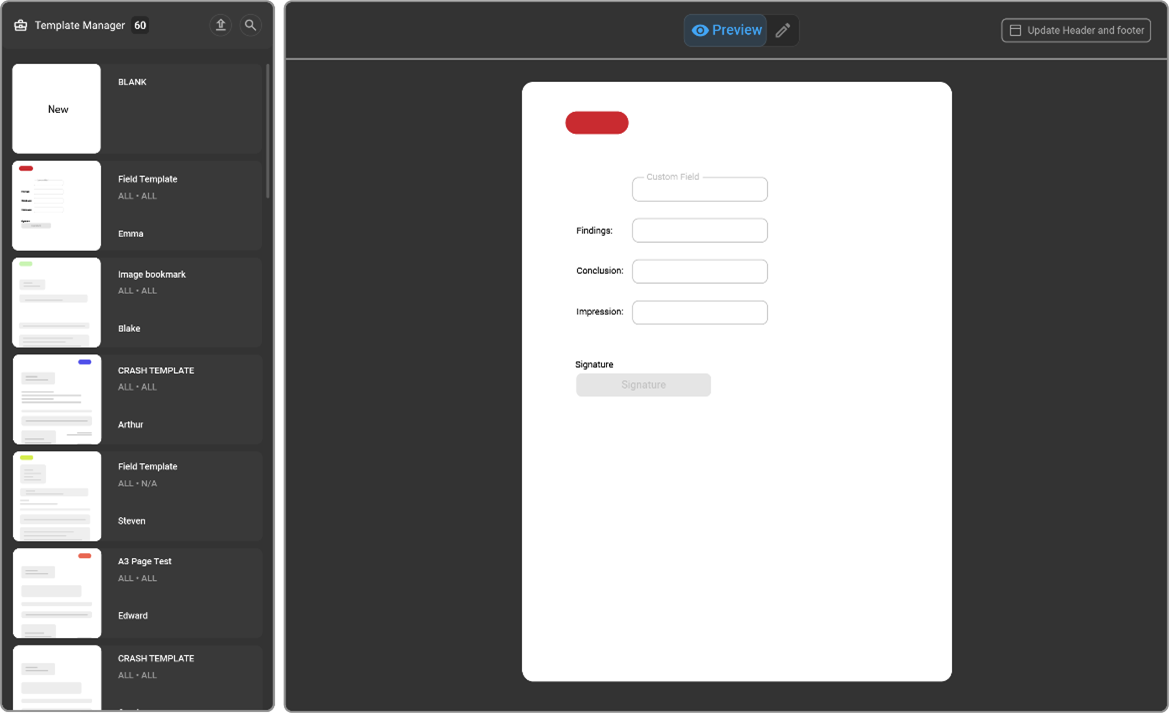 Template Manager 60
New
BLANK
Field Template
ALL • ALL
Emma
Image bookmark
ALL • ALL
Blake
CRASH TEMPLATE
ALL • ALL
Arthur
Field Template
ALL • N/A
Steven
A3 Page Test
ALL • ALL
Edward
CRASH TEMPLATE
ALL • ALL
Preview
Update Header and footer
Custom Field
Findings:
Conclusion:
Impression:
Signature
Signature